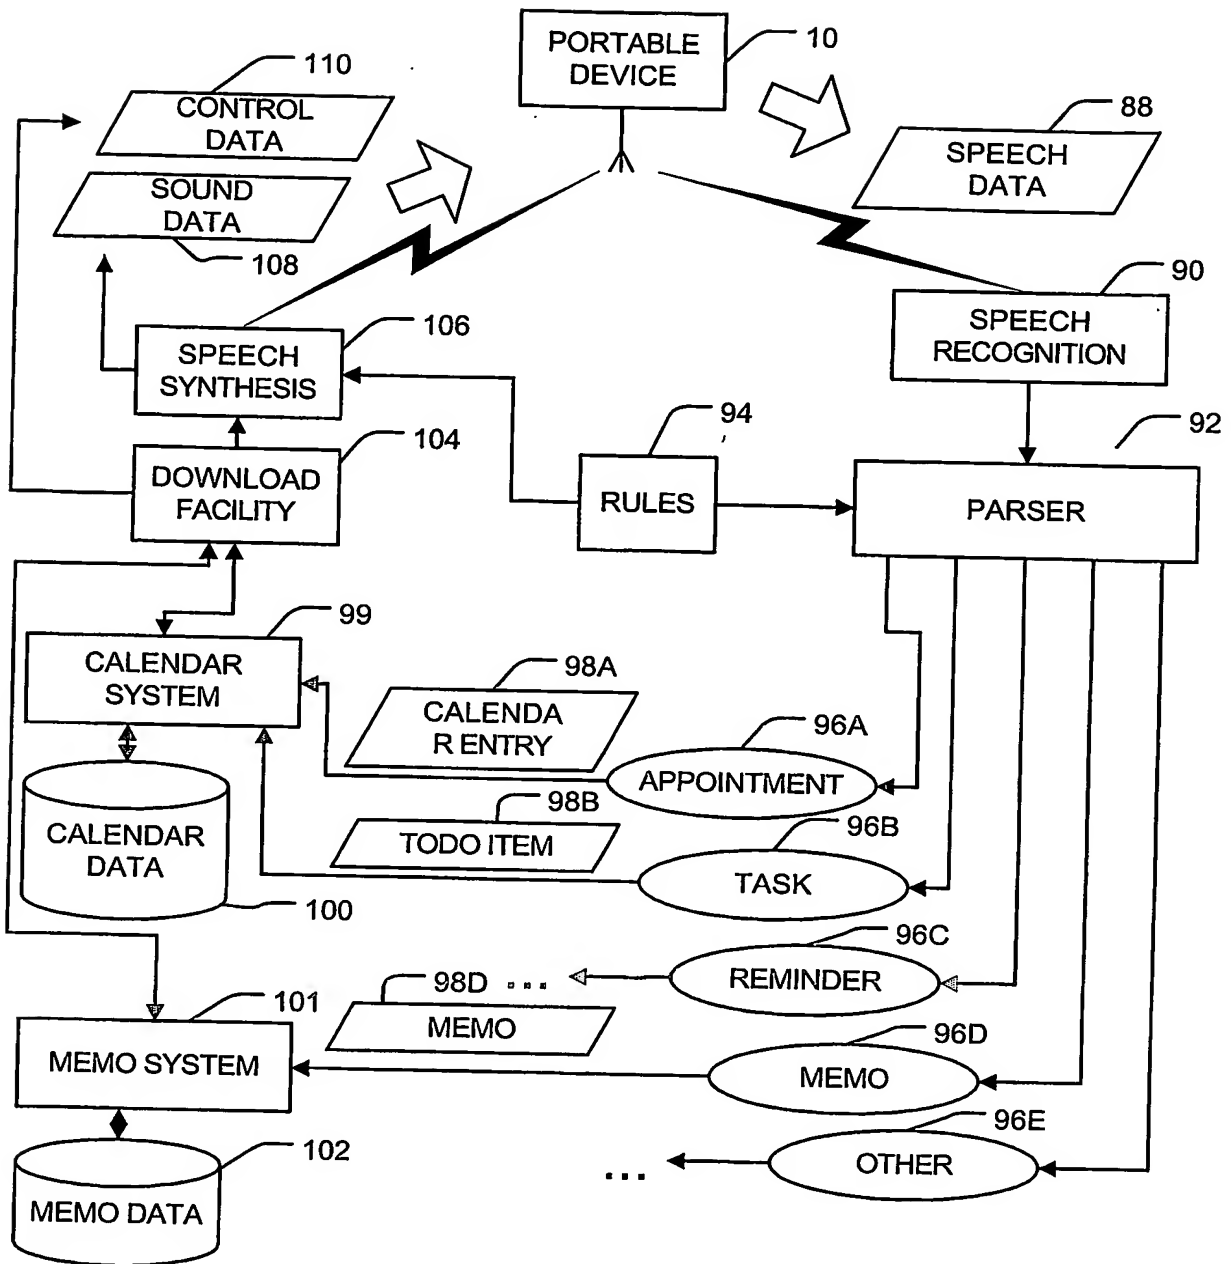 PORTABLE
DEVICE
10
110
CONTROL
DATA
SOUND
DATA
108
88
SPEECH
DATA
90
SPEECH
RECOGNITION
106
SPEECH
SYNTHESIS
94
RULES
92
PARSER
104
DOWNLOAD
FACILITY
99
CALENDAR
SYSTEM
98A
CALENDA
R ENTRY
96A
APPOINTMENT
98B
TODO ITEM
96B
TASK
CALENDAR
DATA
100
96C
REMINDER
...
98D
MEMO
101
MEMO SYSTEM
96D
MEMO
96E
OTHER
...
102
MEMO DATA